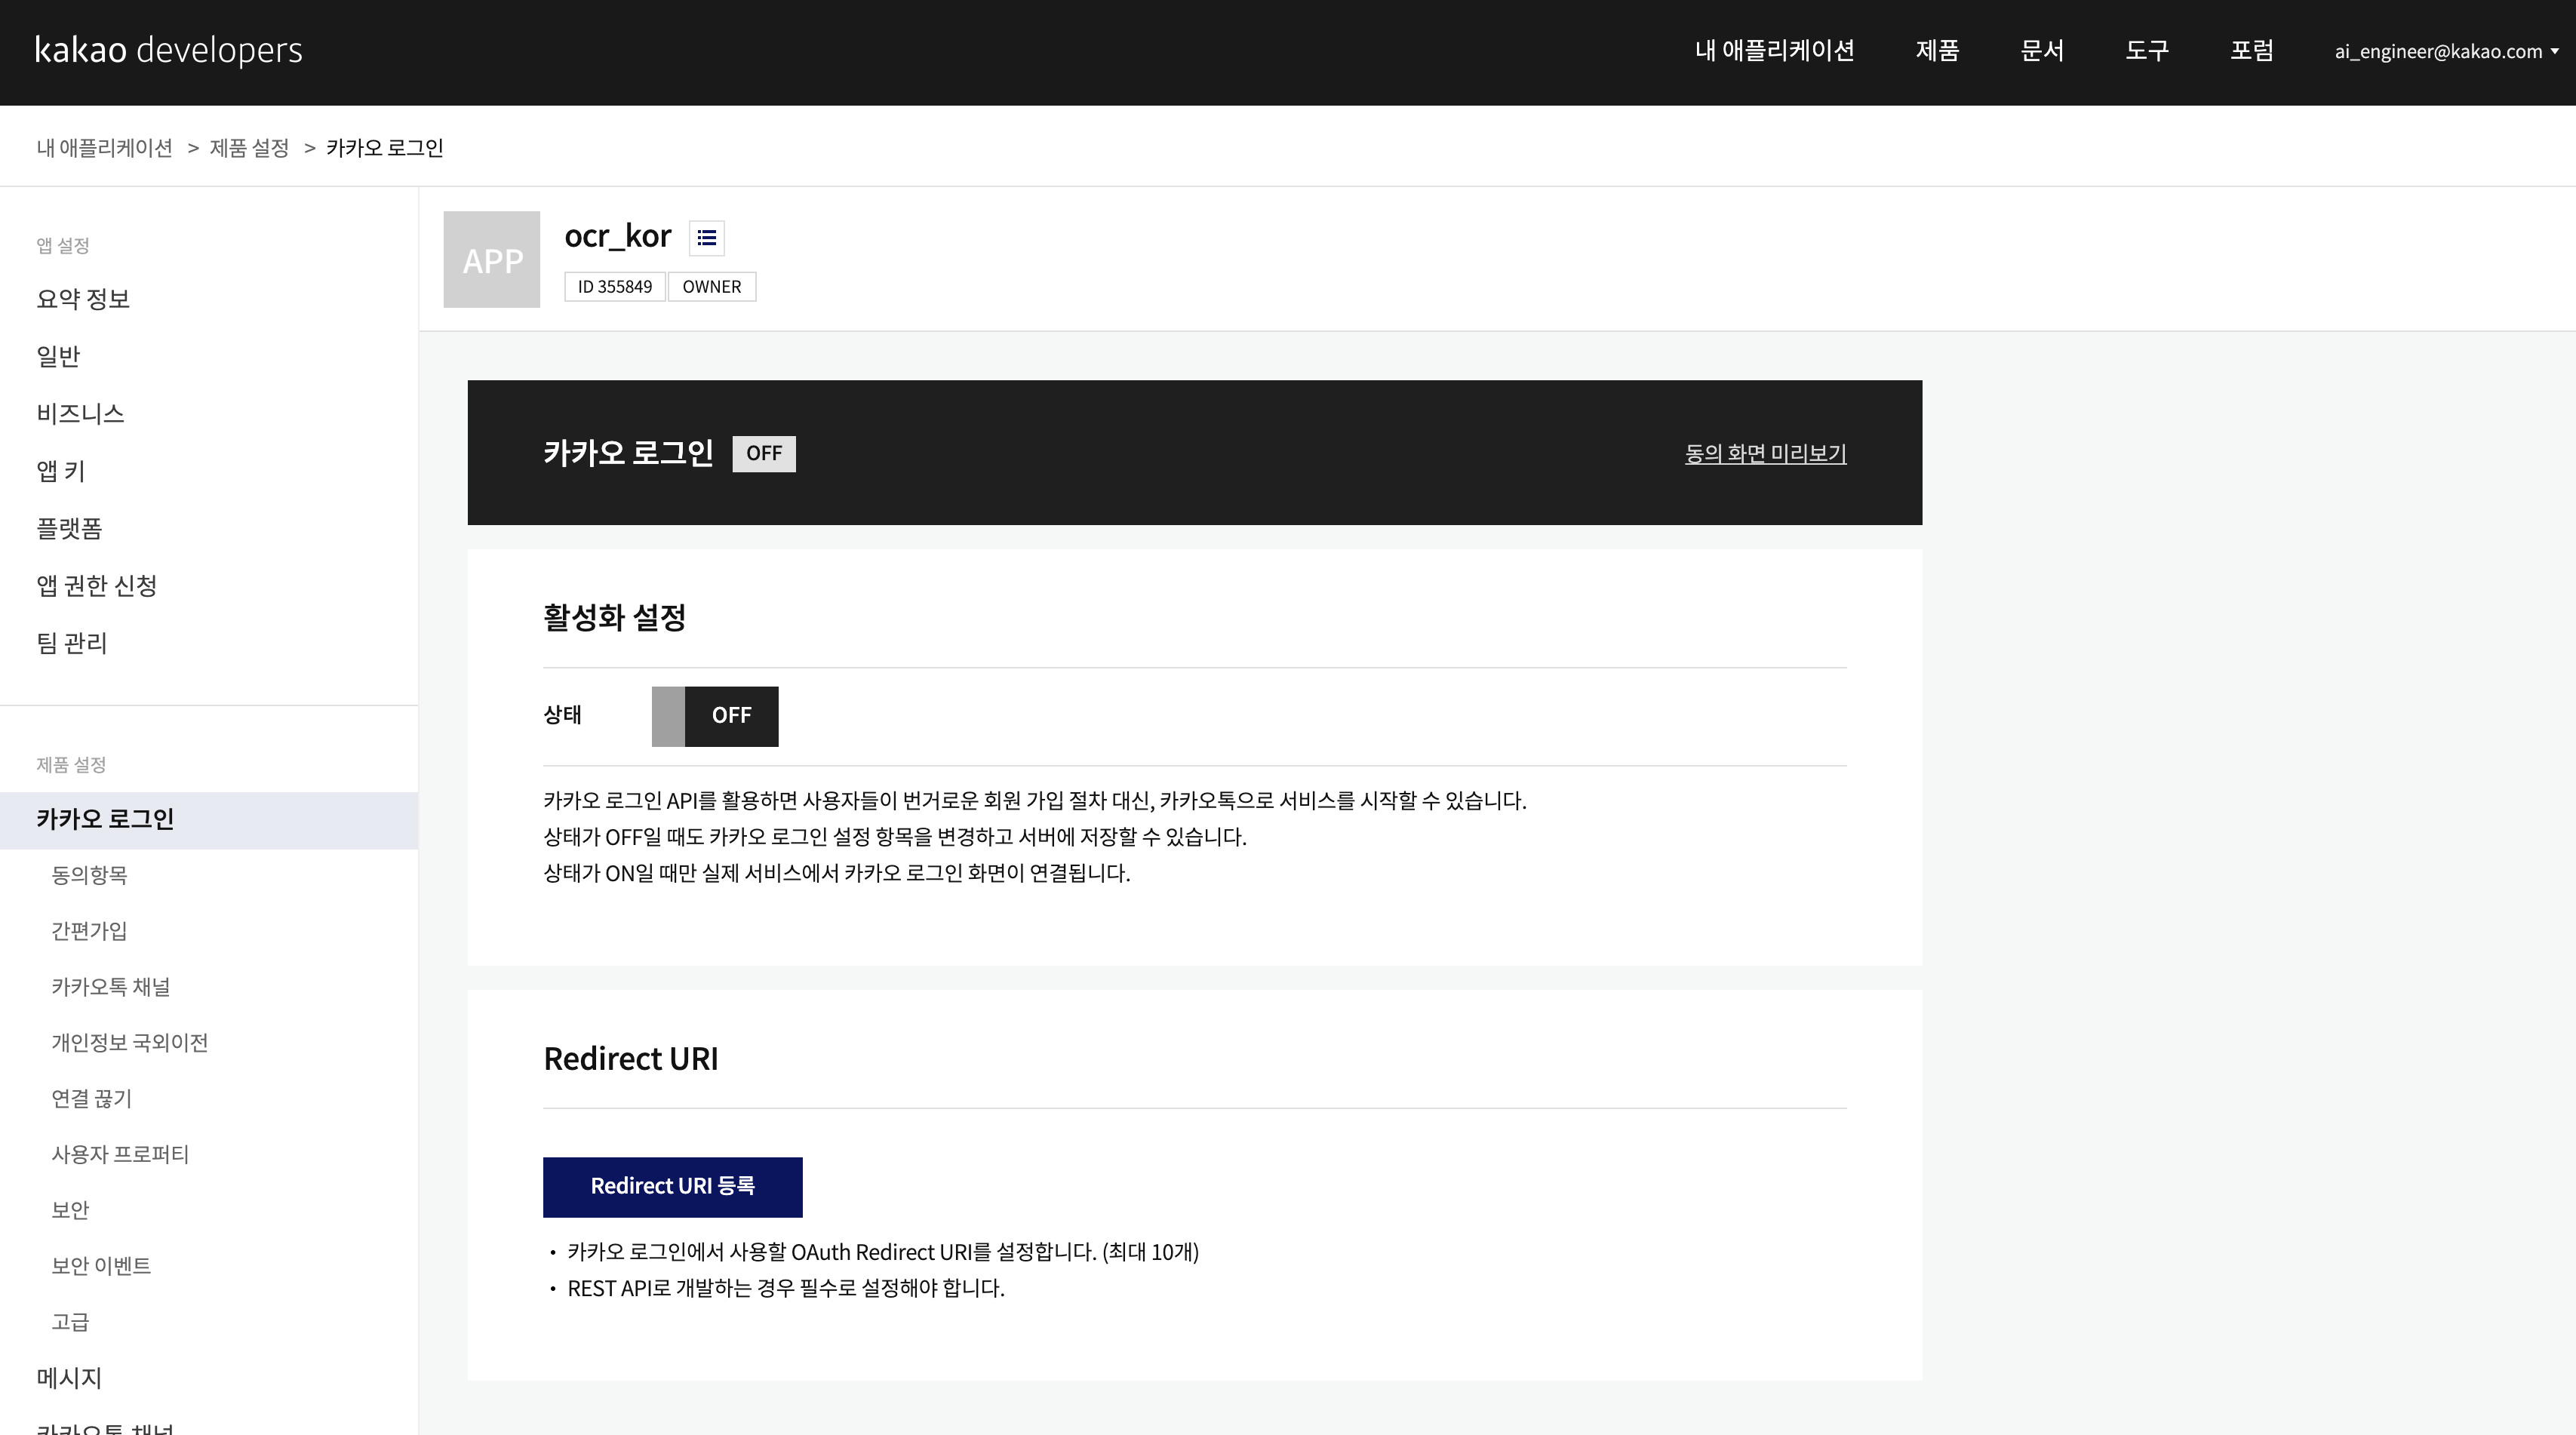 kakao developers
내 애플리케이션 제품 문서 도구 포럼 ai_engineer@kakao.com
내 애플리케이션 > 제품 설정 > 카카오 로그인
앱 설정
요약 정보
일반
비즈니스
앱 키
플랫폼
앱 권한 신청
팀 관리
제품 설정
카카오 로그인
동의항목
간편가입
카카오톡 채널
개인정보 국외이전
연결 끊기
사용자 프로퍼티
보안
보안 이벤트
고급
메시지
카카오톡 채널
APP
ocr_kor
ID 355849 OWNER
카카오 로그인 OFF
동의 화면 미리보기
활성화 설정
상태 OFF
카카오 로그인 API를 활용하면 사용자들이 번거로운 회원 가입 절차 대신, 카카오톡으로 서비스를 시작할 수 있습니다.
상태가 OFF일 때도 카카오 로그인 설정 항목을 변경하고 서버에 저장할 수 있습니다.
상태가 ON일 때만 실제 서비스에서 카카오 로그인 화면이 연결됩니다.
Redirect URI
Redirect URI 등록
• 카카오 로그인에서 사용할 OAuth Redirect URI를 설정합니다. (최대 10개)
• REST API로 개발하는 경우 필수로 설정해야 합니다.